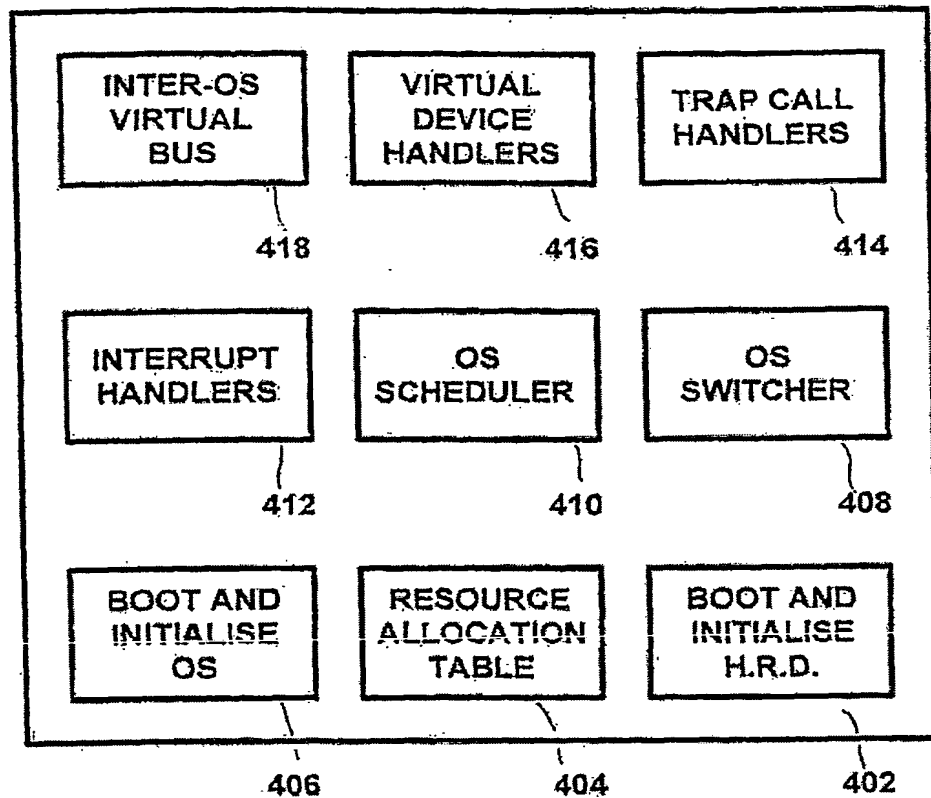 INTER-OS
VIRTUAL
BUS
418
VIRTUAL
DEVICE
HANDLERS
416
TRAP CALL
HANDLERS
414
INTERRUPT
HANDLERS
412
OS
SCHEDULER
410
OS
SWITCHER
408
BOOT AND
INITIALISE
OS
406
RESOURCE
ALLOCATION
TABLE
404
BOOT AND
INITIALISE
H.R.D.
402